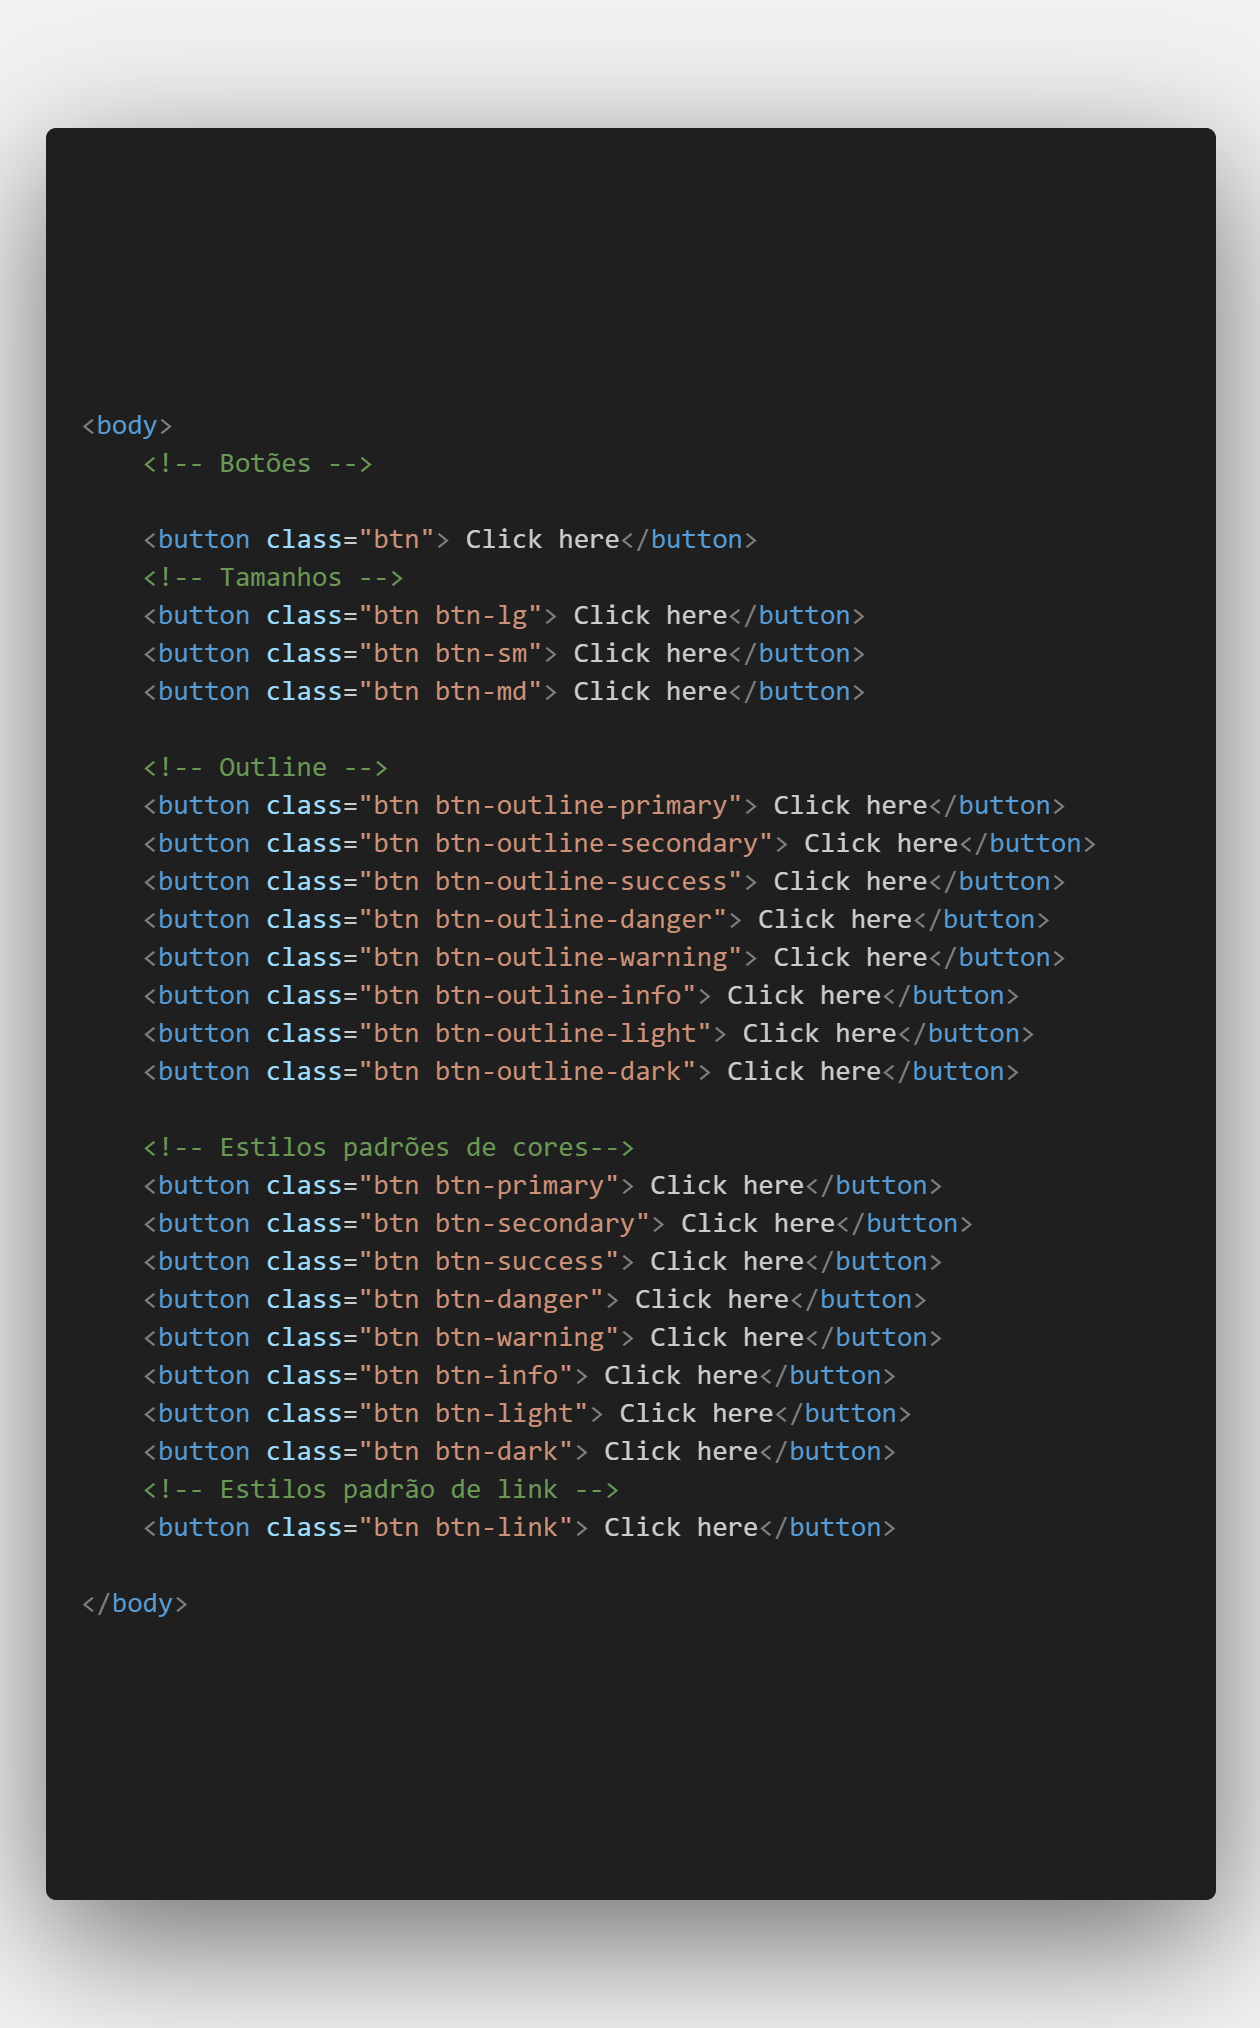 <body>
<!-- Botões -->
<button class="btn"> Click here</button>
<!-- Tamanhos -->
<button class="btn btn-lg"> Click here</button>
<button class="btn btn-sm"> Click here</button>
<button class="btn btn-md"> Click here</button>
<!-- Outline -->
<button class="btn btn-outline-primary"> Click here</button>
<button class="btn btn-outline-secondary"> Click here</button>
<button class="btn btn-outline-success"> Click here</button>
<button class="btn btn-outline-danger"> Click here</button>
<button class="btn btn-outline-warning"> Click here</button>
<button class="btn btn-outline-info"> Click here</button>
<button class="btn btn-outline-light"> Click here</button>
<button class="btn btn-outline-dark"> Click here</button>
<!-- Estilos padrões de cores-->
<button class="btn btn-primary"> Click here</button>
<button class="btn btn-secondary"> Click here</button>
<button class="btn btn-success"> Click here</button>
<button class="btn btn-danger"> Click here</button>
<button class="btn btn-warning"> Click here</button>
<button class="btn btn-info"> Click here</button>
<button class="btn btn-light"> Click here</button>
<button class="btn btn-dark"> Click here</button>
<!-- Estilos padrão de link -->
<button class="btn btn-link"> Click here</button>
</body>